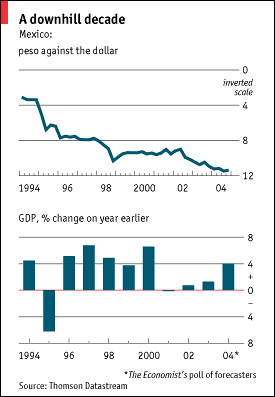 A downhill decade
Mexico:
peso against the dollar
0
inverted
scale
4
8
12
1994 96 98 2000 02 04
GDP, % change on year earlier
8
4
+
0
–
4
8
1994 96 98 2000 02 04*
*The Economist's poll of forecasters
Source: Thomson Datastream